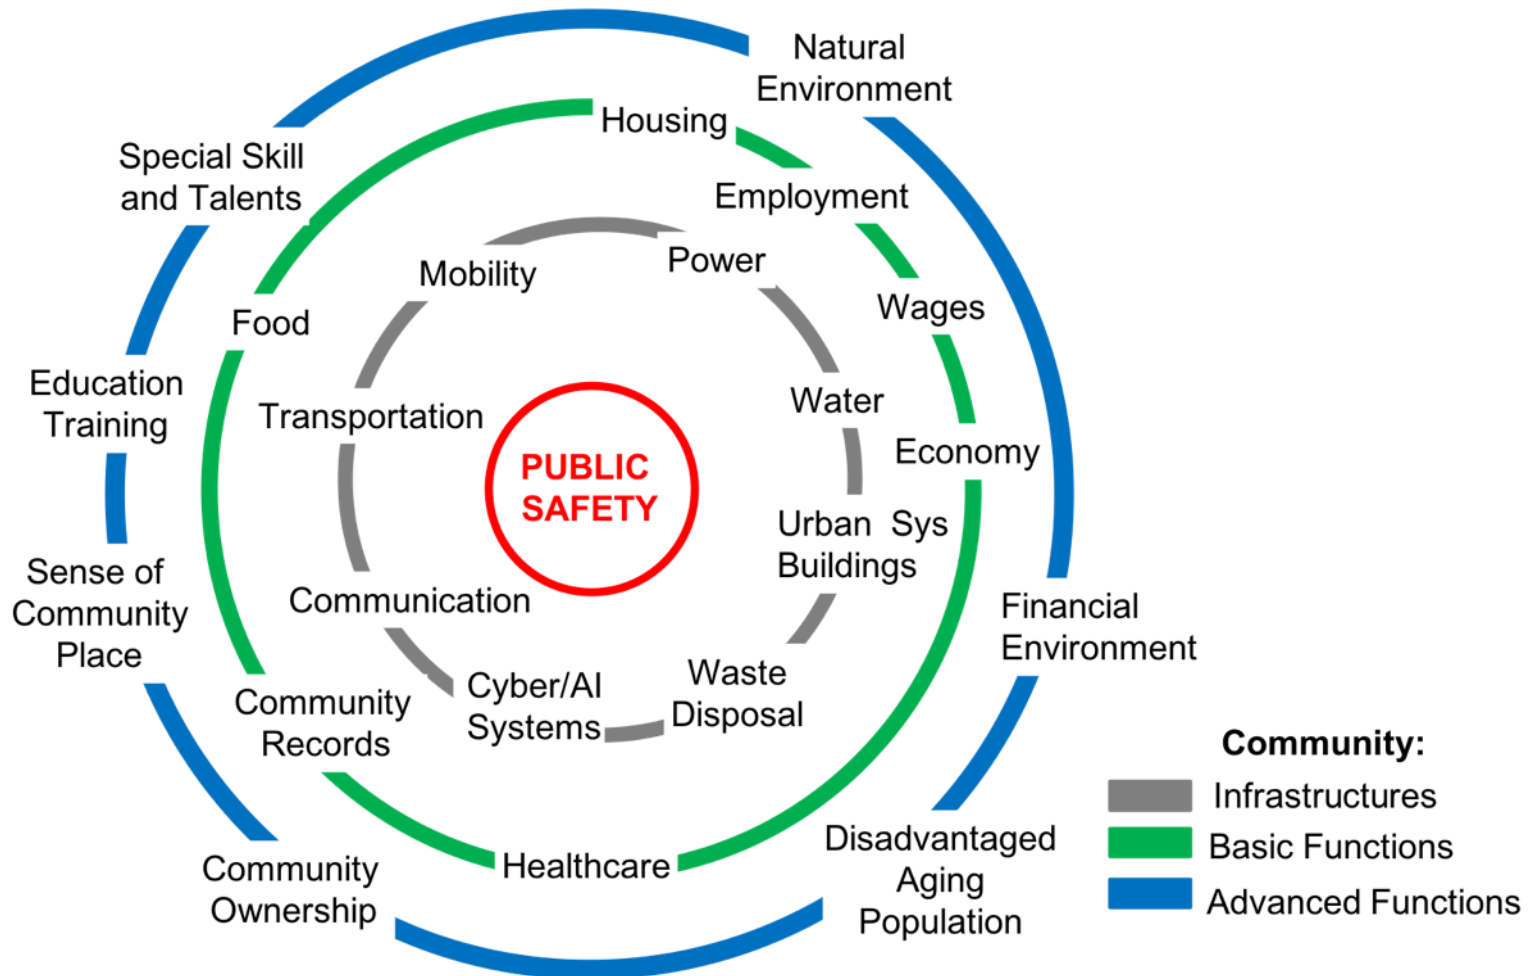 Natural
Environment
Housing
Special Skill
and Talents
Employment
Mobility
Power
Food
Wages
Education
Training
Transportation
Water
Economy
PUBLIC
SAFETY
Urban  Sys
Buildings
Sense of
Community
Place
Communication
Financial
Environment
Cyber/AI
Systems
Waste
Disposal
Community
Records
Healthcare
Community
Ownership
Disadvantaged
Aging
Population
Community:
Infrastructures
Basic Functions
Advanced Functions